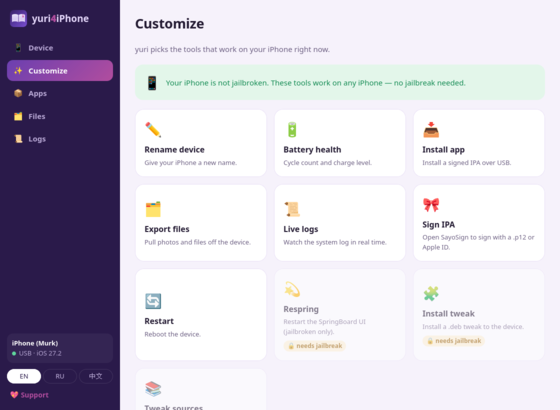 yuri4iPhone
Device
Customize
Apps
Files
Logs
iPhone (Murk)
USB · iOS 27.2
EN
RU
中文
Support
Customize
yuri picks the tools that work on your iPhone right now.
Your iPhone is not jailbroken. These tools work on any iPhone — no jailbreak needed.
Rename device
Give your iPhone a new name.
Battery health
Cycle count and charge level.
Install app
Install a signed IPA over USB.
Export files
Pull photos and files off the device.
Live logs
Watch the system log in real time.
Sign IPA
Open SayoSign to sign with a .p12 or
Apple ID.
Restart
Reboot the device.
Respring
Restart the SpringBoard UI
(jailbroken only).
needs jailbreak
Install tweak
Install a .deb tweak to the device.
needs jailbreak
Tweak sources